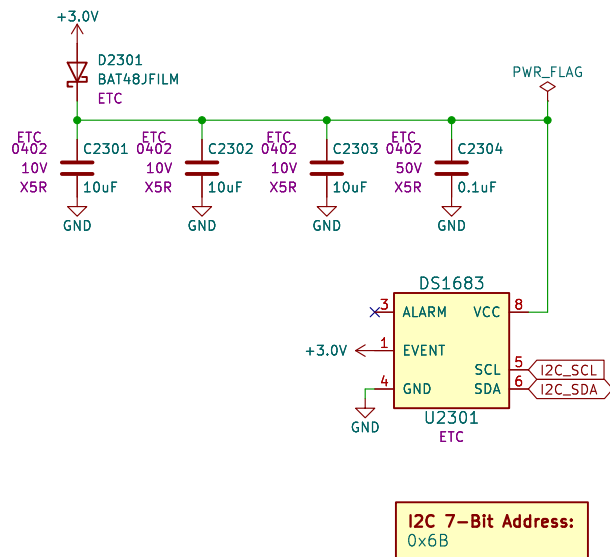 +3.0V
D2301
BAT48JFILM
ETC
PWR_FLAG
ETC
0402
10V
X5R
C2301
10uF
GND
ETC
0402
10V
X5R
C2302
10uF
GND
ETC
0402
10V
X5R
C2303
10uF
GND
ETC
0402
50V
X5R
C2304
0.1uF
GND
DS1683
3 ALARM VCC 8
+3.0V 1 EVENT
SCL 5 I2C_SCL
4 GND SDA 6 I2C_SDA
GND
U2301
ETC
I2C 7-Bit Address:
0x6B